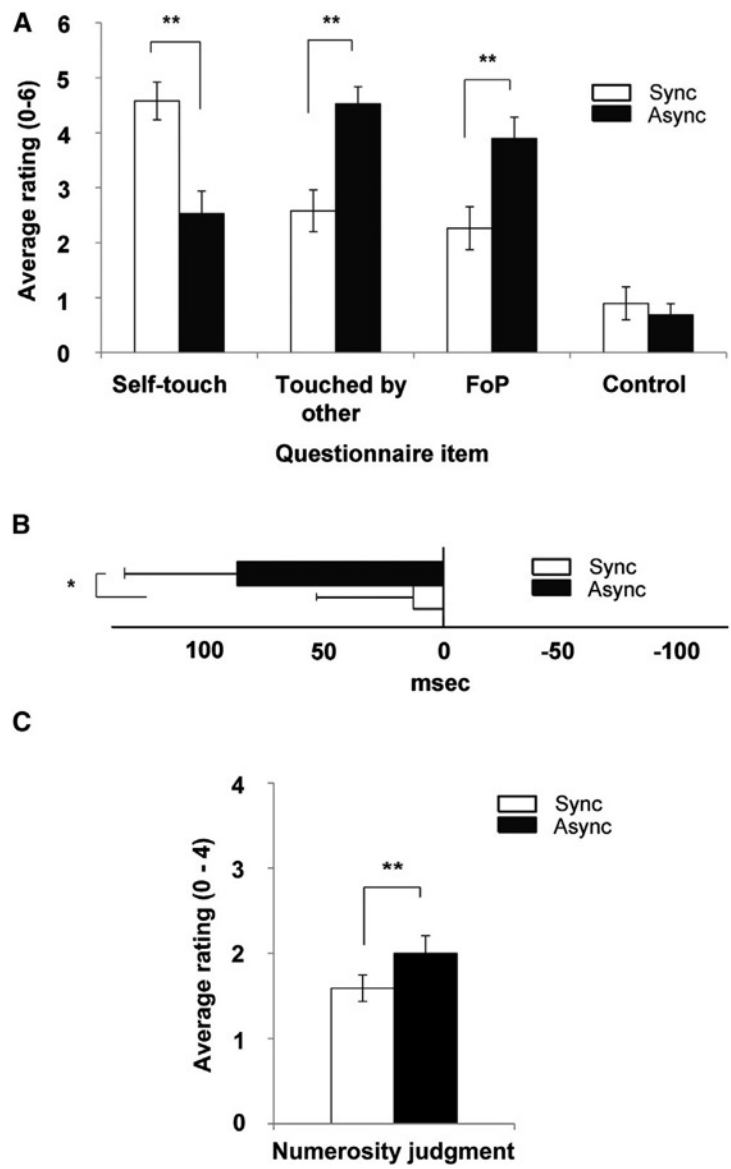 A
6
5
4
3
2
1
0
Average rating (0-6)
**
**
**
Sync
Async
Self-touch
Touched by
other
FoP
Control
Questionnaire item
B
*
Sync
Async
100 50 0 -50 -100
msec
C
4
3
2
1
0
Average rating (0 - 4)
**
Sync
Async
Numerosity judgment